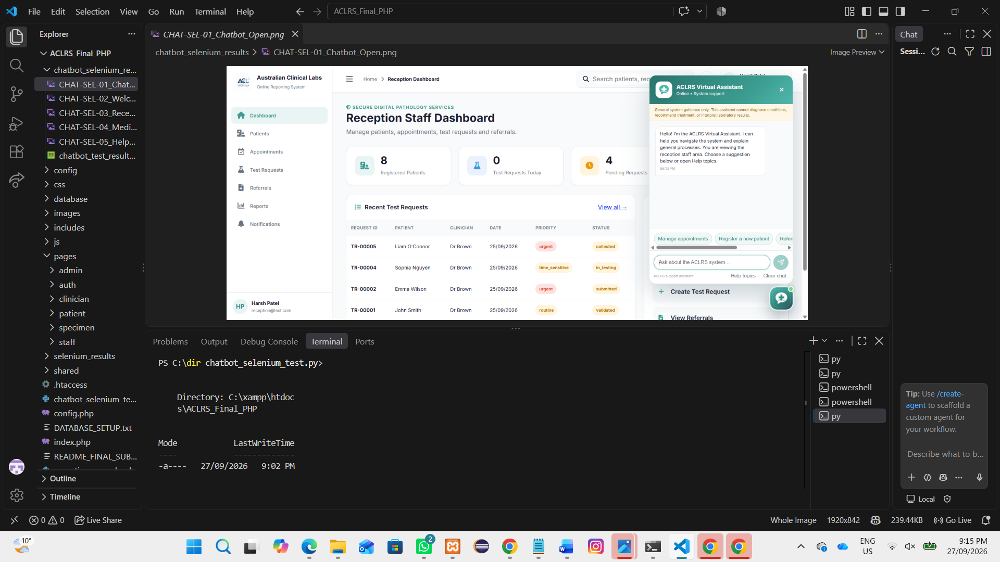 File Edit Selection View Go Run Terminal Help
ACLRS_Final_PHP
Explorer
ACLRS_Final_PHP
chatbot_selenium_re...
CHAT-SEL-01_Chat...
CHAT-SEL-02_Welc...
CHAT-SEL-03_Rece...
CHAT-SEL-04_Medi...
CHAT-SEL-05_Help...
chatbot_test_result...
config
css
database
images
includes
js
pages
admin
auth
clinician
patient
specimen
staff
selenium_results
shared
.htaccess
chatbot_selenium_te...
config.php
DATABASE_SETUP.txt
index.php
README_FINAL_SUB...
Outline
Timeline
CHAT-SEL-01_Chatbot_Open.png
chatbot_selenium_results > CHAT-SEL-01_Chatbot_Open.png
Image Preview
ACL
Australian Clinical Labs
Online Reporting System
Dashboard
Patients
Appointments
Test Requests
Referrals
Reports
Notifications
HP
Harsh Patel
reception@test.com
Home > Reception Dashboard
Search patients, req
SECURE DIGITAL PATHOLOGY SERVICES
Reception Staff Dashboard
Manage patients, appointments, test requests and referrals.
8
Registered Patients
0
Test Requests Today
4
Pending Requests
Recent Test Requests
View all →
REQUEST ID PATIENT CLINICIAN DATE PRIORITY STATUS
TR-00005 Liam O'Connor Dr Brown 25/09/2026 urgent collected
TR-00004 Sophia Nguyen Dr Brown 25/09/2026 time_sensitive in_testing
TR-00002 Emma Wilson Dr Brown 25/09/2026 urgent submitted
TR-00001 John Smith Dr Brown 25/09/2026 routine validated
ACLRS Virtual Assistant
Online • System support
General system guidance only. This assistant cannot diagnose conditions,
recommend treatment, or interpret laboratory results.
Hello! I'm the ACLRS Virtual Assistant. I can
help you navigate the system and explain
general processes. You are viewing the
reception staff area. Choose a suggestion
below or open Help topics.
09:13 PM
Manage appointments
Register a new patient
Refer
Ask about the ACLRS system...
ACLRS support assistant
Help topics
Clear chat
Create Test Request
View Referrals
Problems Output Debug Console Terminal Ports
PS C:\dir chatbot_selenium_test.py>
Directory: C:\xampp\htdoc
s\ACLRS_Final_PHP
Mode LastWriteTime
---- -------------
-a---- 27/09/2026 9:02 PM
py
py
powershell
powershell
py
Chat
Sessi...
Tip: Use /create-
agent to scaffold a
custom agent for
your workflow.
Describe what to b...
Local
0 0 Live Share
Whole Image 1920x842 239.44KB Go Live
10°
2
ENG
US
9:15 PM
27/09/2026